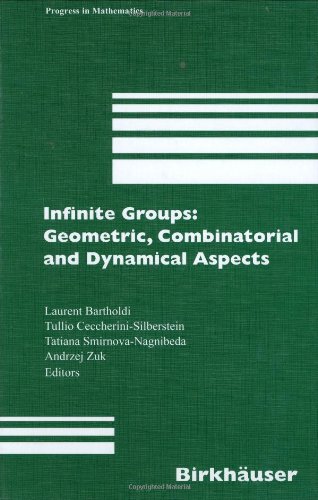 Progress in Mathematics
Infinite Groups:
Geometric, Combinatorial
and Dynamical Aspects
Laurent Bartholdi
Tullio Ceccherini-Silberstein
Tatiana Smirnova-Nagnibeda
Andrzej Zuk
Editors
Birkhäuser